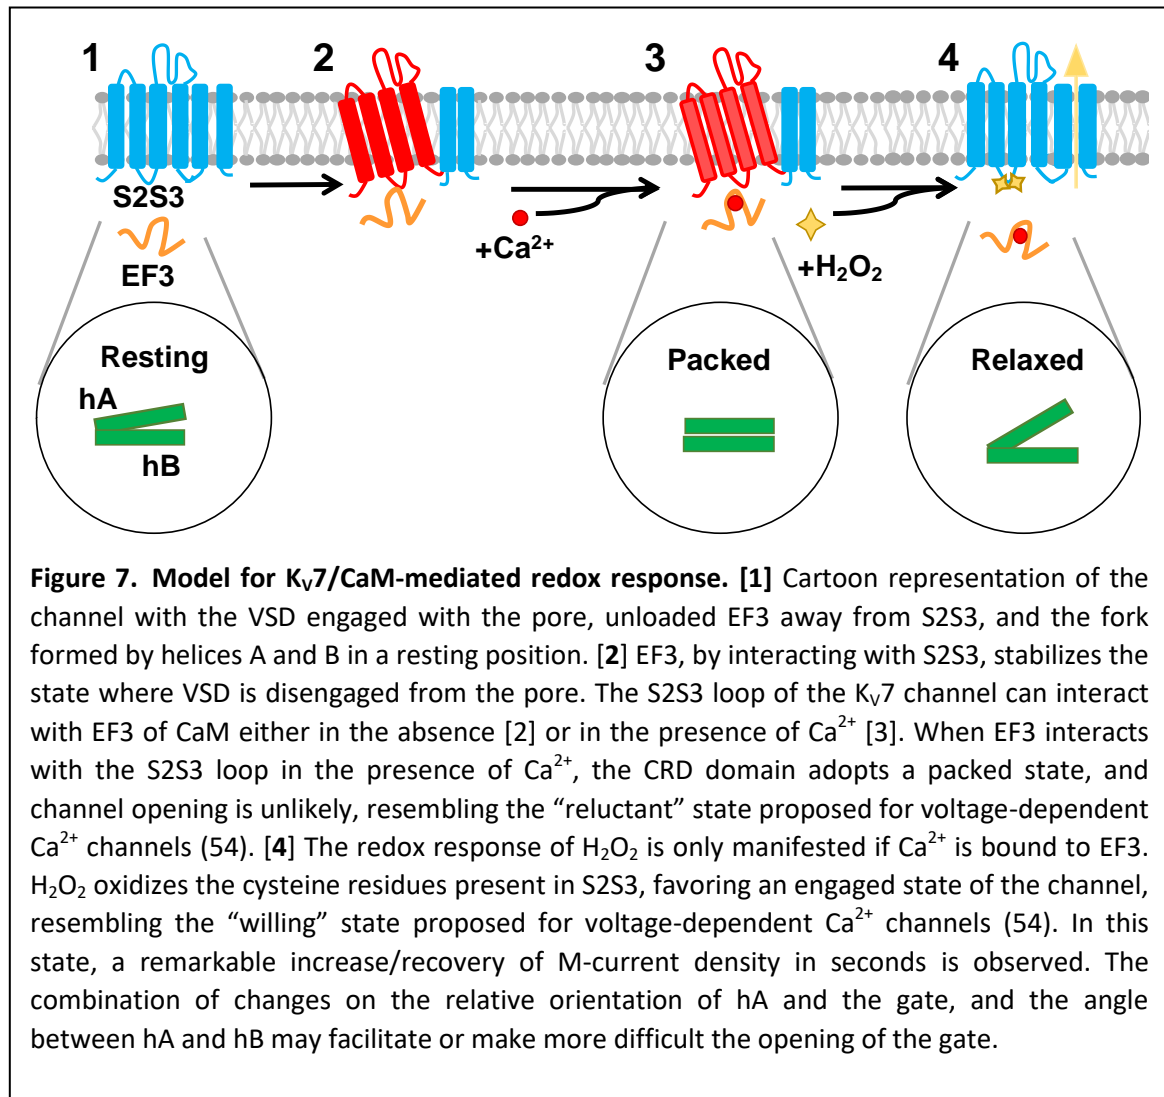 1 2 3 4
S2S3
EF3
+Ca²⁺
+H₂O₂
Resting
hA
hB
Packed
Relaxed
Figure 7. Model for Kᵥ7/CaM-mediated redox response. [1] Cartoon representation of the
channel with the VSD engaged with the pore, unloaded EF3 away from S2S3, and the fork
formed by helices A and B in a resting position. [2] EF3, by interacting with S2S3, stabilizes the
state where VSD is disengaged from the pore. The S2S3 loop of the Kᵥ7 channel can interact
with EF3 of CaM either in the absence [2] or in the presence of Ca²⁺ [3]. When EF3 interacts
with the S2S3 loop in the presence of Ca²⁺, the CRD domain adopts a packed state, and
channel opening is unlikely, resembling the “reluctant” state proposed for voltage-dependent
Ca²⁺ channels (54). [4] The redox response of H₂O₂ is only manifested if Ca²⁺ is bound to EF3.
H₂O₂ oxidizes the cysteine residues present in S2S3, favoring an engaged state of the channel,
resembling the “willing” state proposed for voltage-dependent Ca²⁺ channels (54). In this
state, a remarkable increase/recovery of M-current density in seconds is observed. The
combination of changes on the relative orientation of hA and the gate, and the angle
between hA and hB may facilitate or make more difficult the opening of the gate.